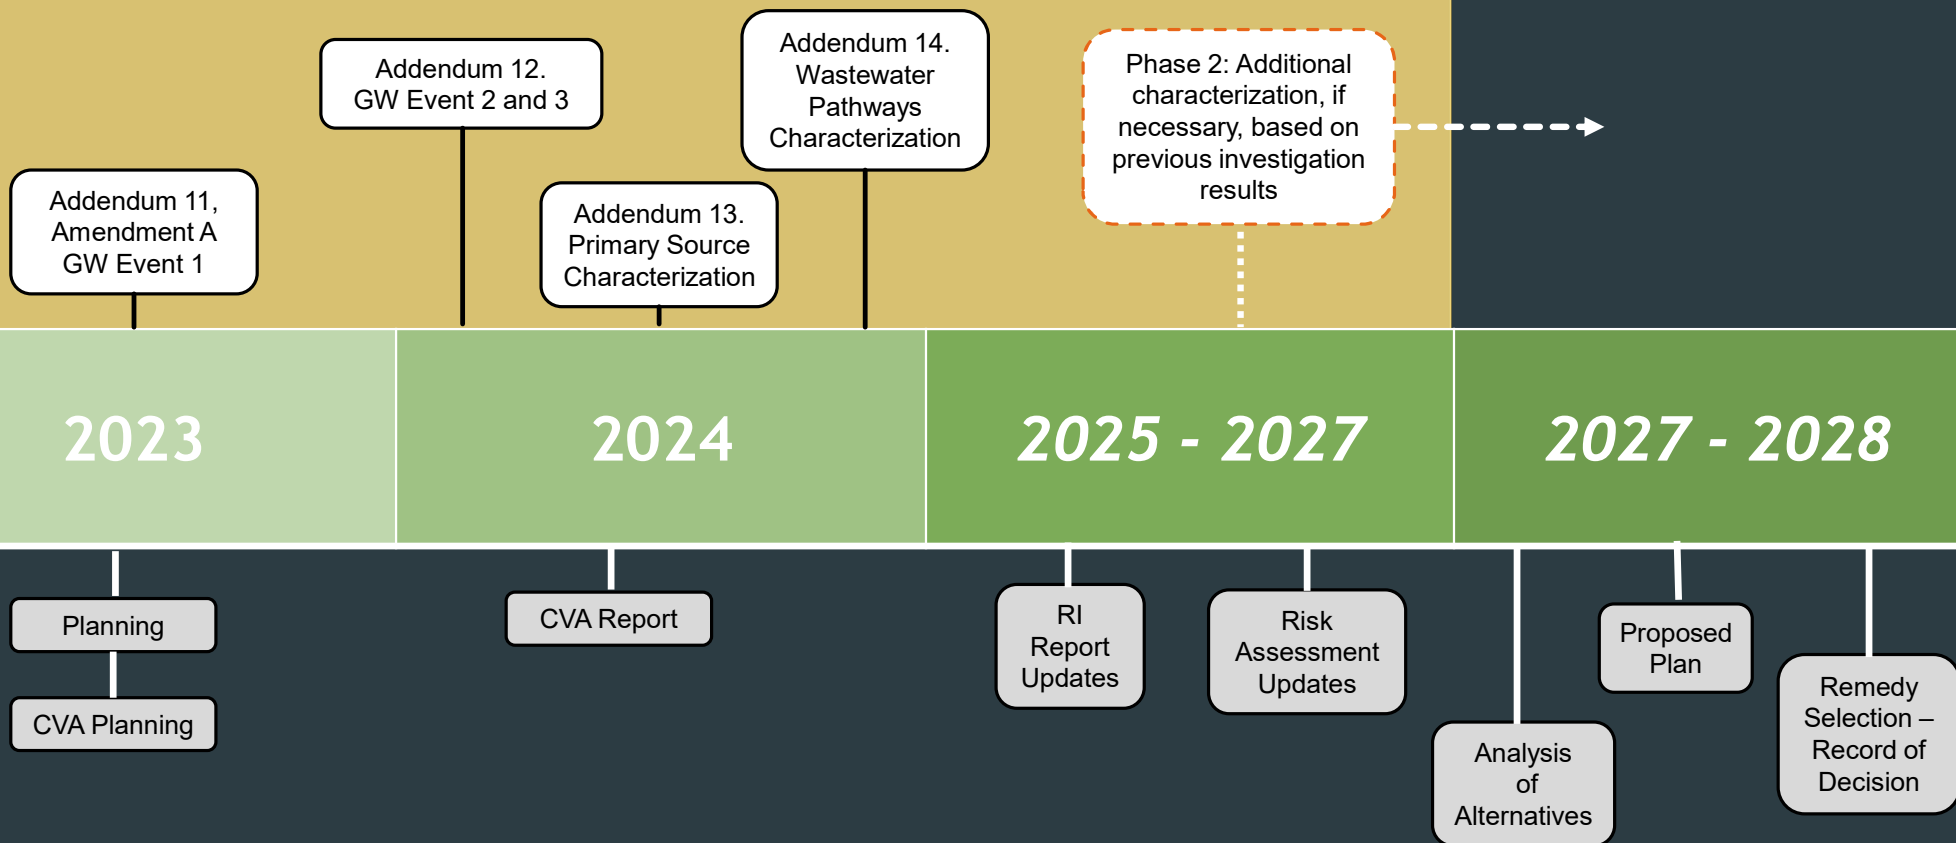 Addendum 11,
Amendment A
GW Event 1
Addendum 12.
GW Event 2 and 3
Addendum 13.
Primary Source
Characterization
Addendum 14.
Wastewater
Pathways
Characterization
Phase 2: Additional
characterization, if
necessary, based on
previous investigation
results
2023
2024
2025 - 2027
2027 - 2028
Planning
CVA Planning
CVA Report
RI
Report
Updates
Risk
Assessment
Updates
Analysis
of
Alternatives
Proposed
Plan
Remedy
Selection –
Record of
Decision